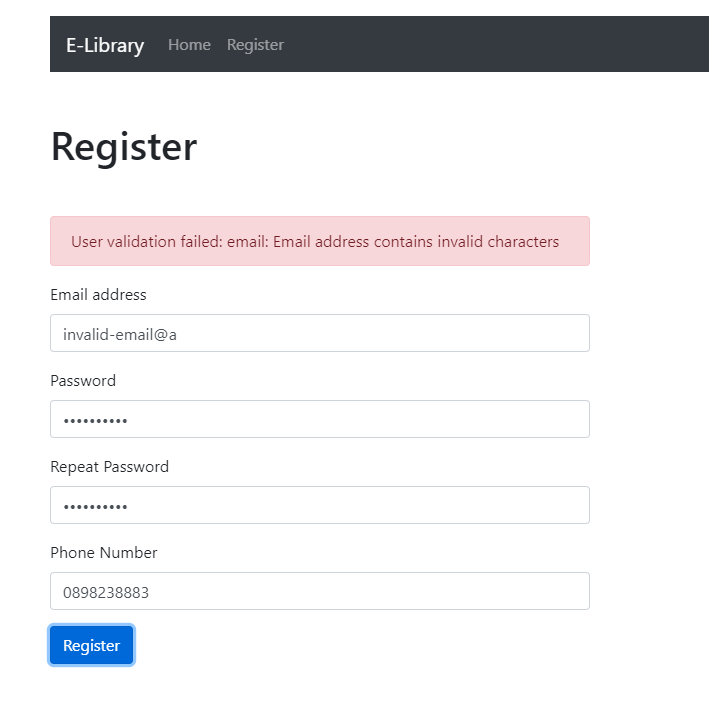 E-Library Home Register
Register
User validation failed: email: Email address contains invalid characters
Email address
invalid-email@a
Password
••••••••••
Repeat Password
••••••••••
Phone Number
0898238883
Register